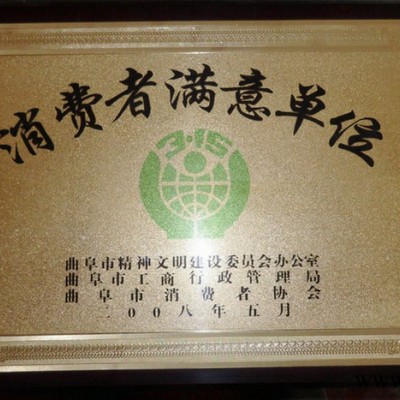 消费者满意单位
3·15
曲阜市精神文明建设委员会办公室
曲阜市工商行政管理局
曲阜市消费者协会
二〇〇八年五月